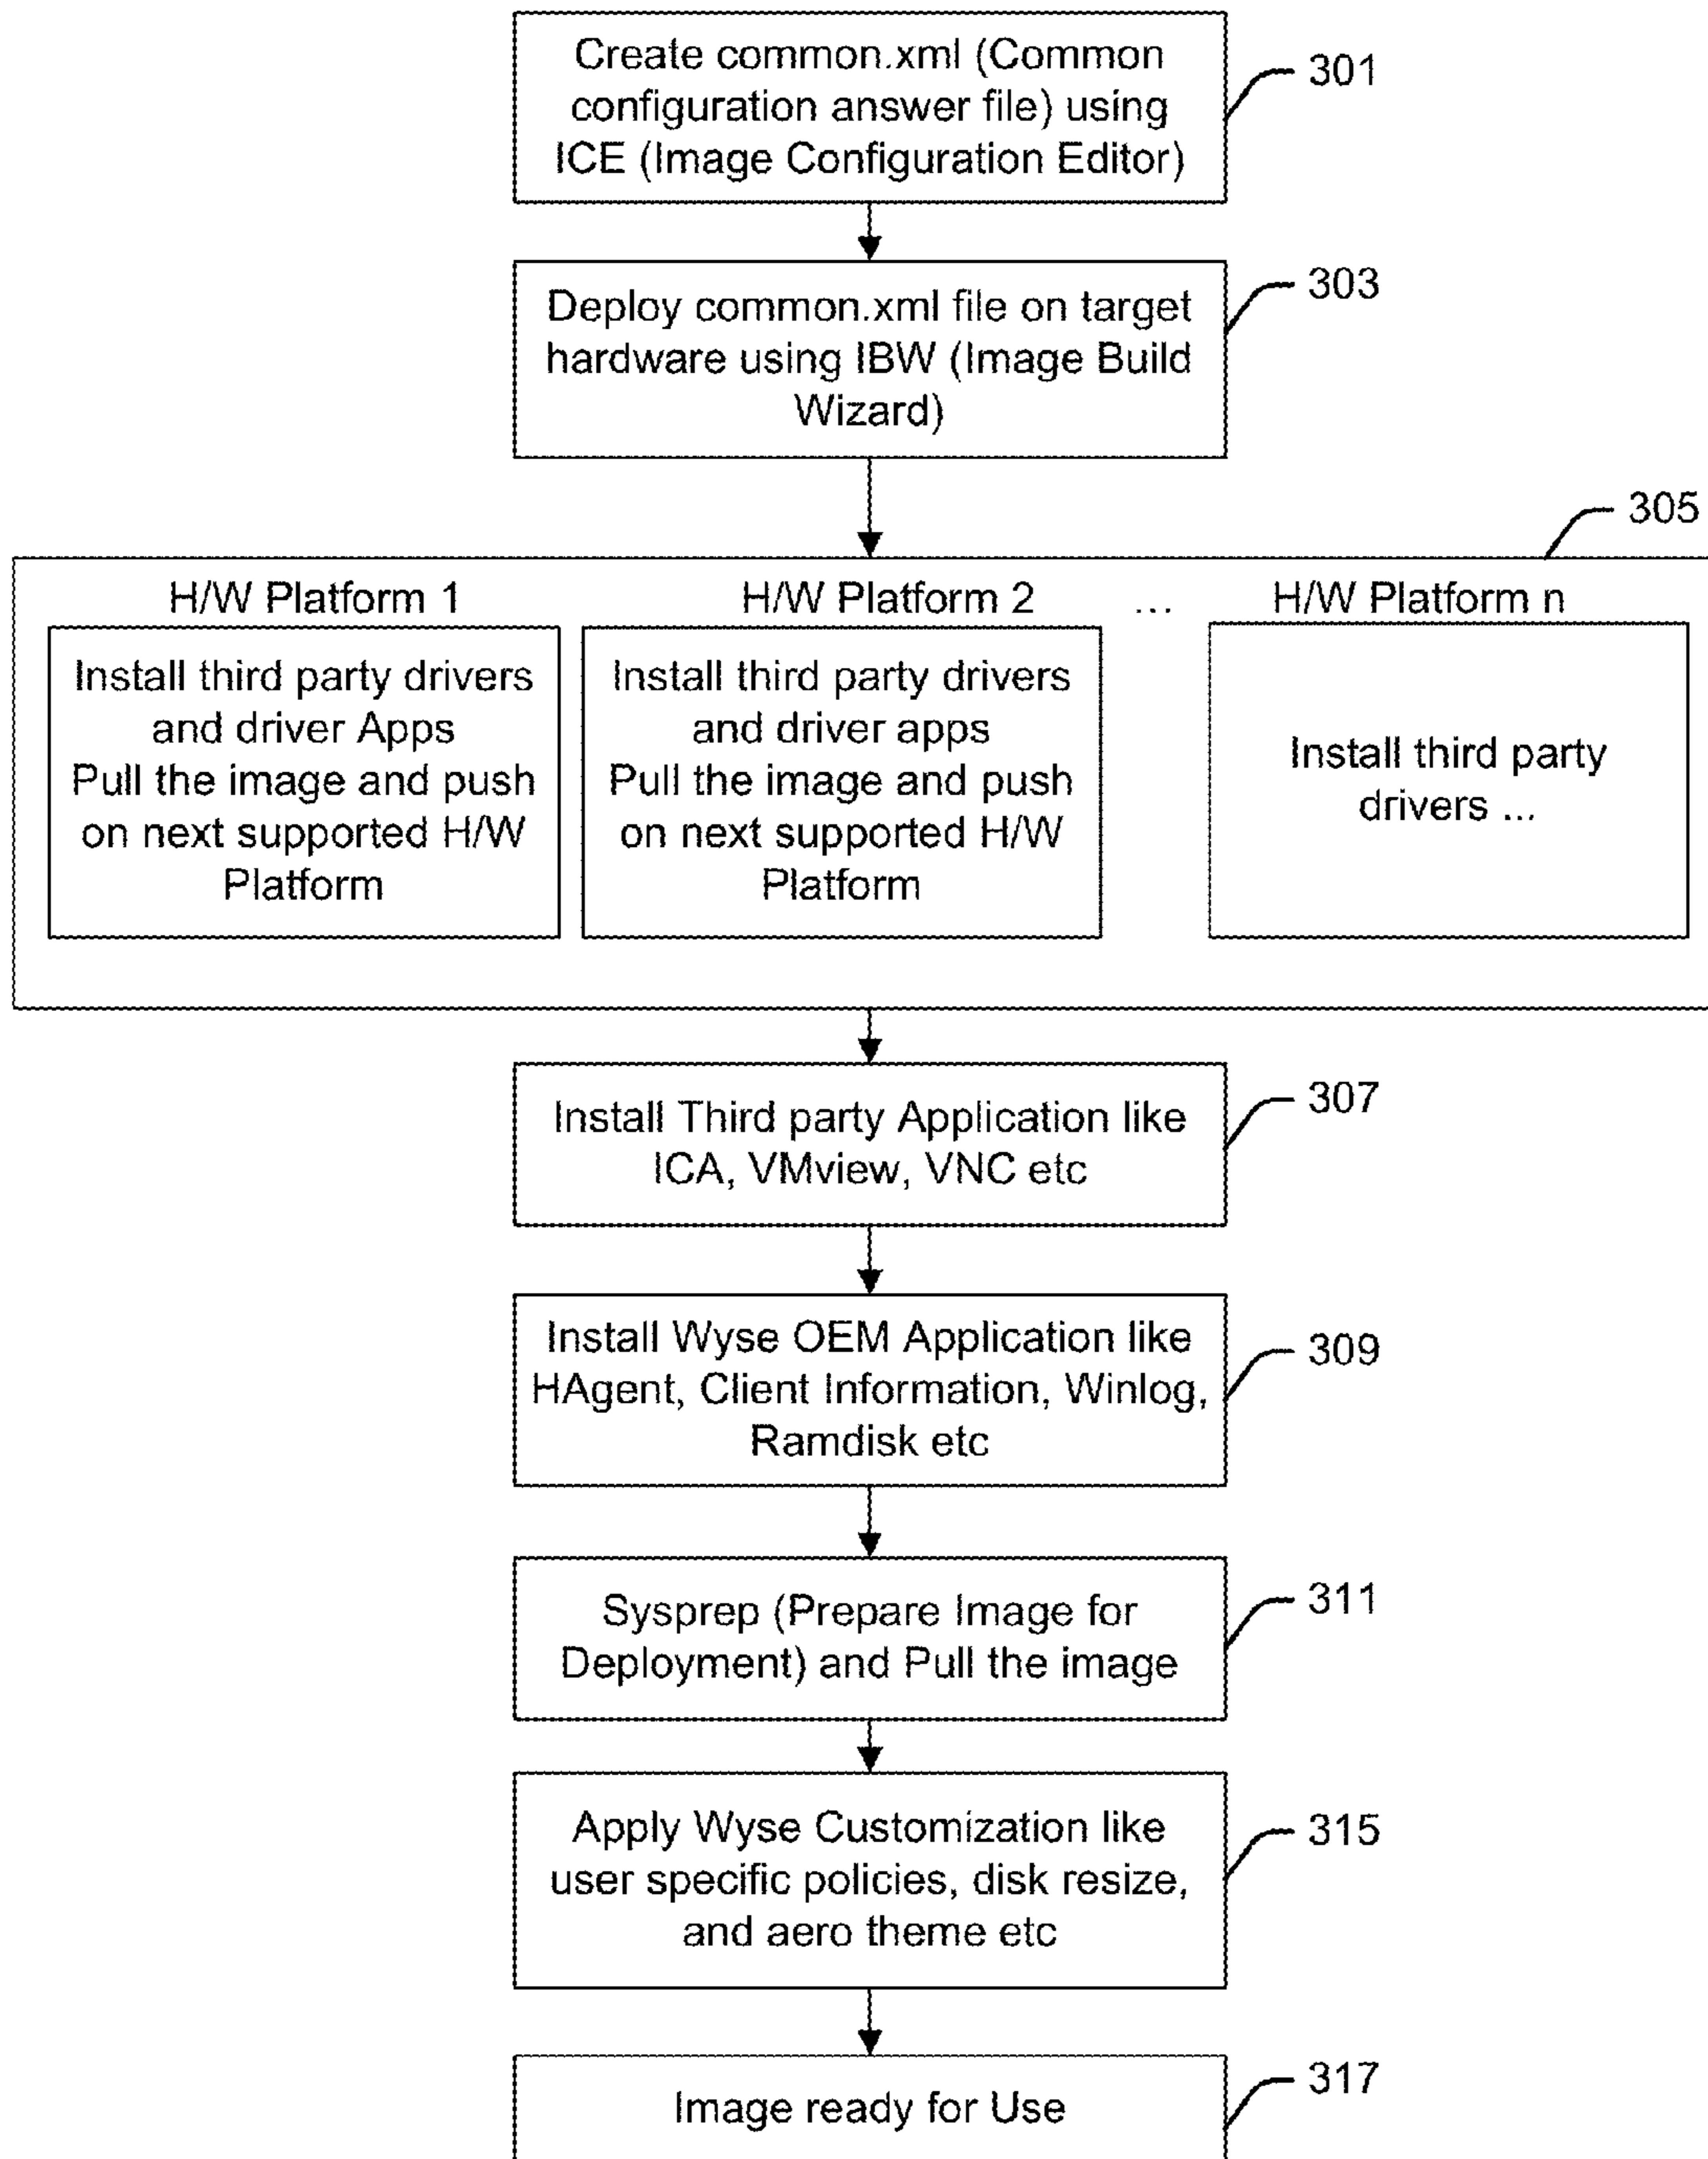 Create common.xml (Common
configuration answer file) using
ICE (Image Configuration Editor)
301
Deploy common.xml file on target
hardware using IBW (Image Build
Wizard)
303
305
H/W Platform 1
Install third party drivers
and driver Apps
Pull the image and push
on next supported H/W
Platform
H/W Platform 2
Install third party drivers
and driver apps
Pull the image and push
on next supported H/W
Platform
...
H/W Platform n
Install third party
drivers ...
Install Third party Application like
ICA, VMview, VNC etc
307
Install Wyse OEM Application like
HAgent, Client Information, Winlog,
Ramdisk etc
309
Sysprep (Prepare Image for
Deployment) and Pull the image
311
Apply Wyse Customization like
user specific policies, disk resize,
and aero theme etc
315
Image ready for Use
317